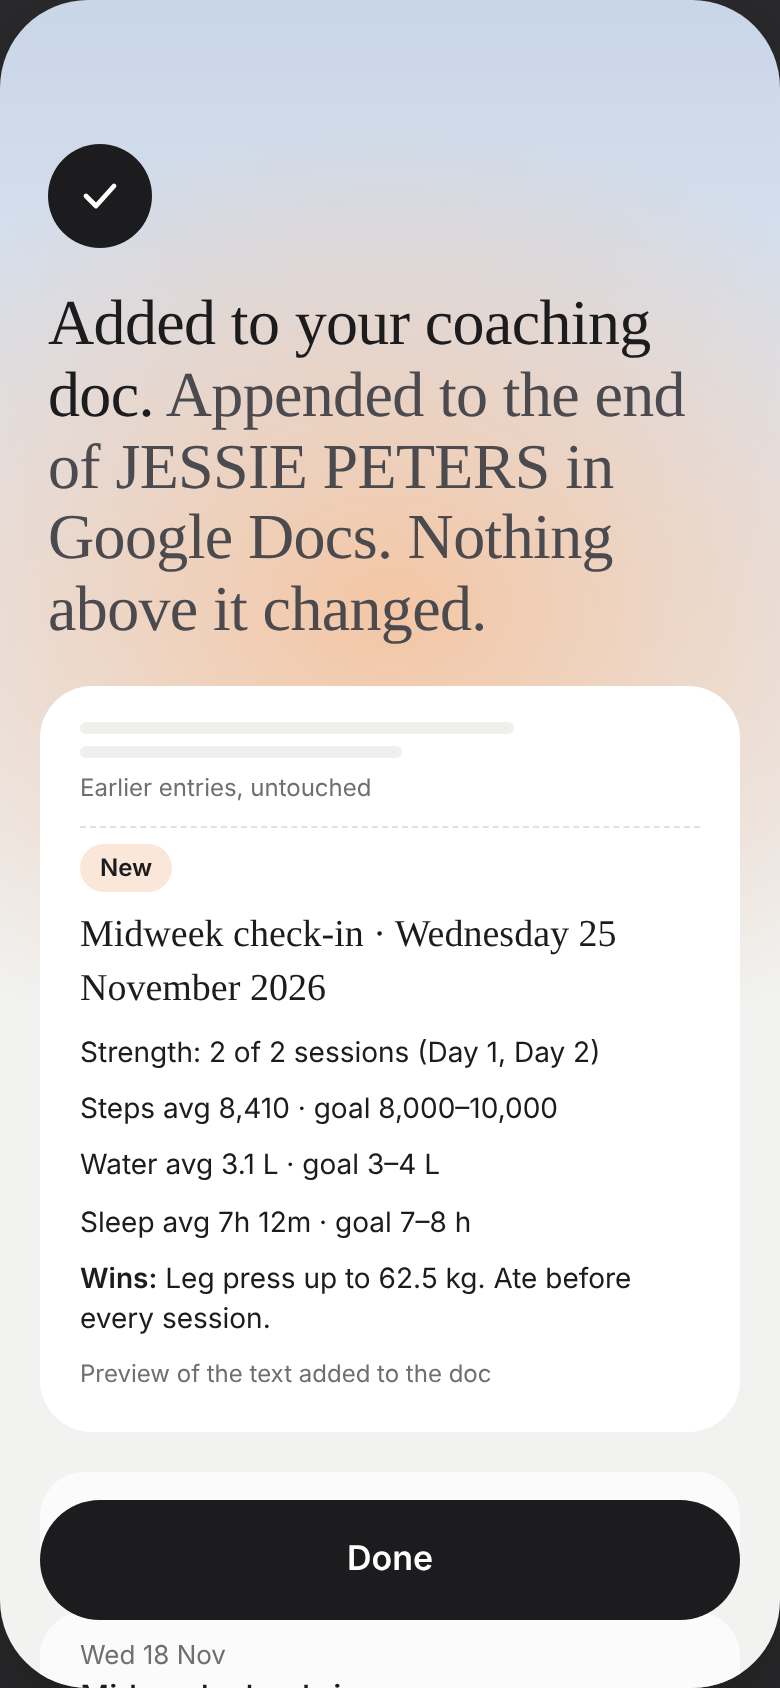 Added to your coaching
doc. Appended to the end
of JESSIE PETERS in
Google Docs. Nothing
above it changed.
Earlier entries, untouched
New
Midweek check-in · Wednesday 25
November 2026
Strength: 2 of 2 sessions (Day 1, Day 2)
Steps avg 8,410 · goal 8,000–10,000
Water avg 3.1 L · goal 3–4 L
Sleep avg 7h 12m · goal 7–8 h
Wins: Leg press up to 62.5 kg. Ate before
every session.
Preview of the text added to the doc
Done
Wed 18 Nov